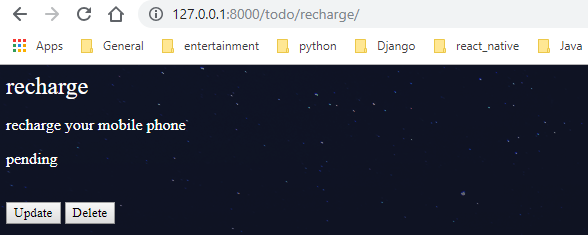 127.0.0.1:8000/todo/recharge/
Apps General entertainment python Django react_native Java
recharge
recharge your mobile phone
pending
Update Delete